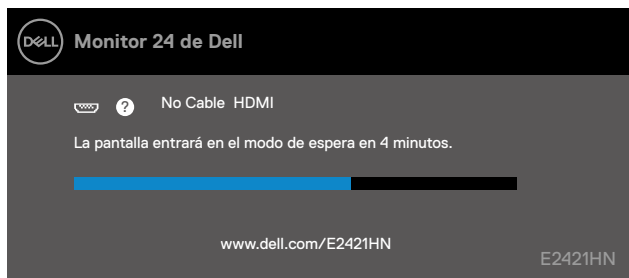 DELL Monitor 24 de Dell
? No Cable HDMI
La pantalla entrará en el modo de espera en 4 minutos.
www.dell.com/E2421HN
E2421HN